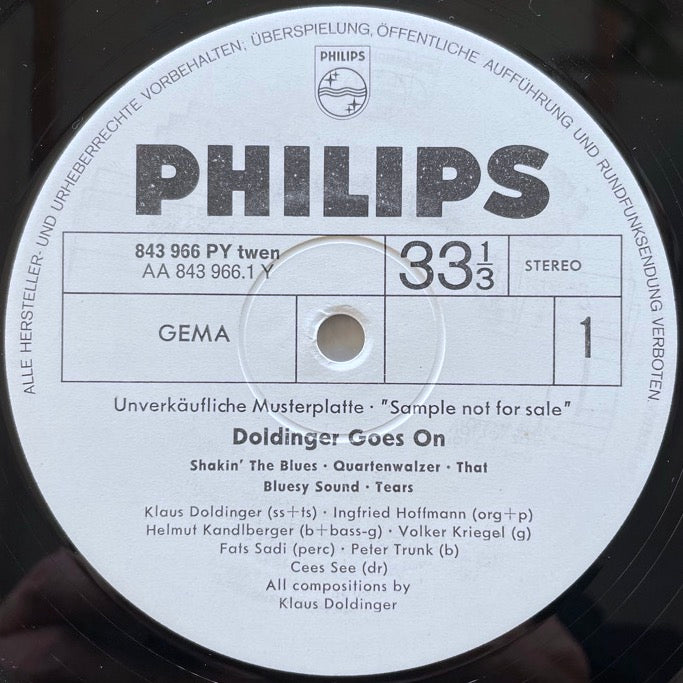 ALLE HERSTELLER- UND URHEBERRECHTE VORBEHALTEN; ÜBERSPIELUNG, ÖFFENTLICHE AUFFÜHRUNG UND RUNDFUNKSENDUNG VERBOTEN.
PHILIPS
PHILIPS
843 966 PY twen
AA 843 966.1 Y
33 1/3
STEREO
GEMA
1
Unverkäufliche Musterplatte · "Sample not for sale"
Doldinger Goes On
Shakin' The Blues · Quartenwalzer · That
Bluesy Sound · Tears
Klaus Doldinger (ss+ts) · Ingfried Hoffmann (org+p)
Helmut Kandlberger (b+bass-g) · Volker Kriegel (g)
Fats Sadi (perc) · Peter Trunk (b)
Cees See (dr)
All compositions by
Klaus Doldinger